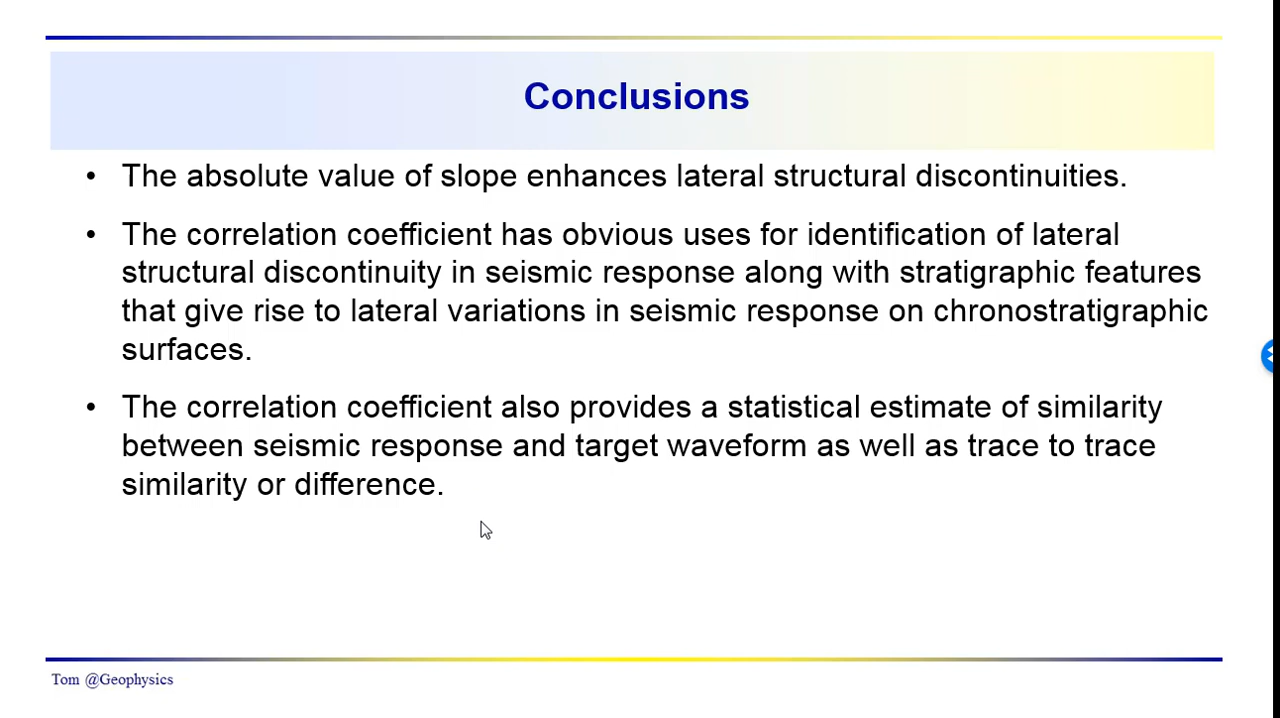 Conclusions
• The absolute value of slope enhances lateral structural discontinuities.
• The correlation coefficient has obvious uses for identification of lateral
structural discontinuity in seismic response along with stratigraphic features
that give rise to lateral variations in seismic response on chronostratigraphic
surfaces.
• The correlation coefficient also provides a statistical estimate of similarity
between seismic response and target waveform as well as trace to trace
similarity or difference.
Tom @Geophysics